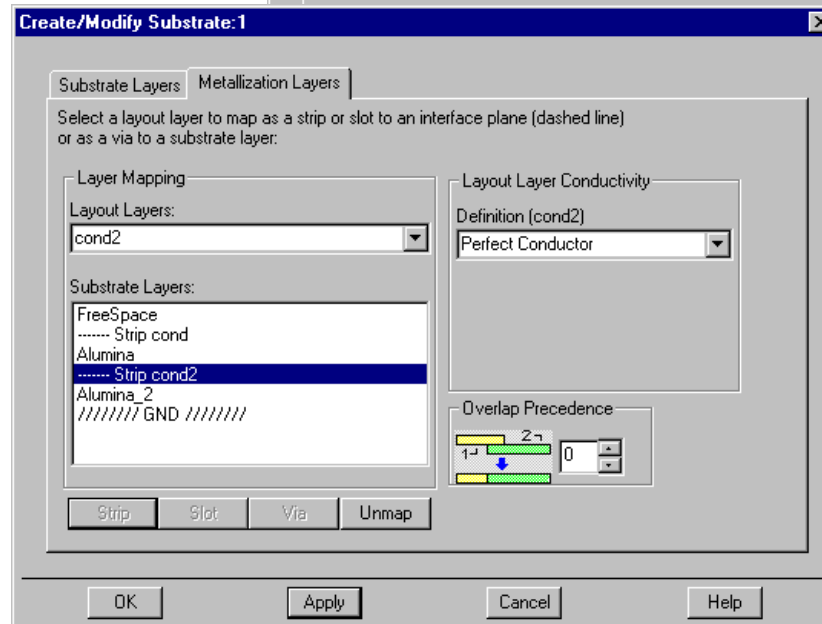 Create/Modify Substrate:1
Substrate Layers
Metallization Layers
Select a layout layer to map as a strip or slot to an interface plane (dashed line)
or as a via to a substrate layer:
Layer Mapping
Layout Layers:
cond2
Substrate Layers:
FreeSpace
------- Strip cond
Alumina
------- Strip cond2
Alumina_2
//////// GND ////////
Strip
Slot
Via
Unmap
Layout Layer Conductivity
Definition (cond2)
Perfect Conductor
Overlap Precedence
2
1
0
OK
Apply
Cancel
Help